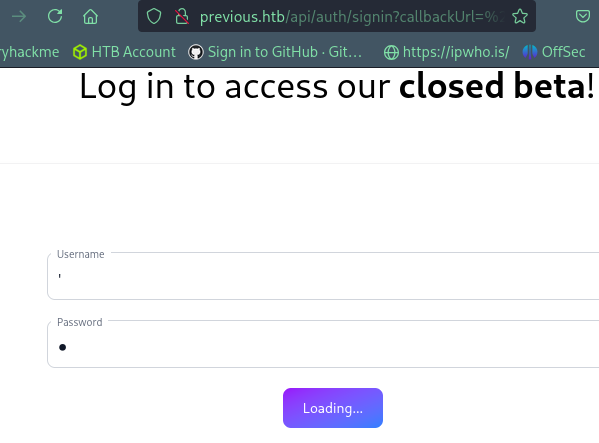 previous.htb/api/auth/signin?callbackUrl=%
ryhackme HTB Account Sign in to GitHub · Git… https://ipwho.is/ OffSec
Log in to access our closed beta!
Username
'
Password
●
Loading...